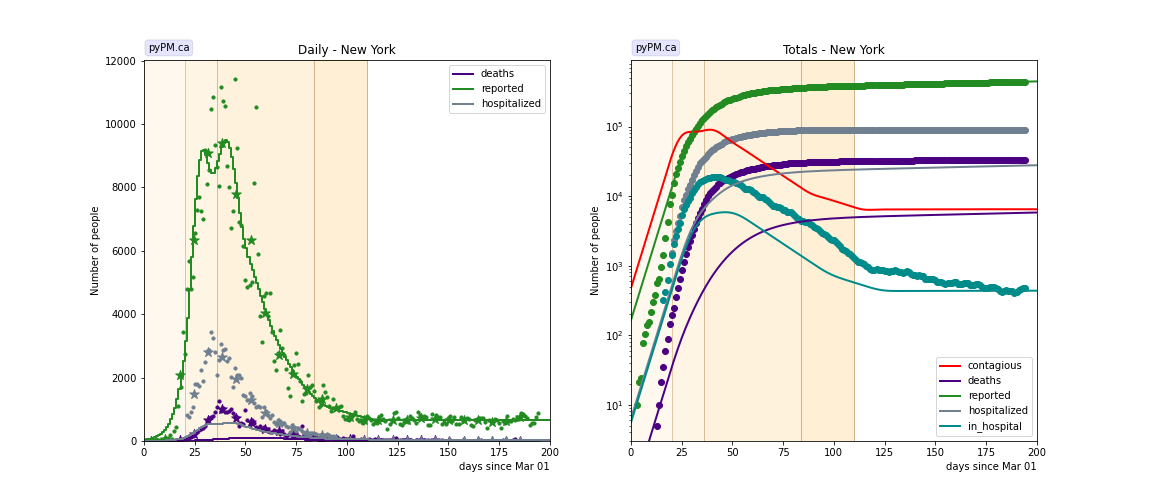 pyPM.ca
Daily - New York
Number of people
12000
10000
8000
6000
4000
2000
0
deaths
reported
hospitalized
0 25 50 75 100 125 150 175 200
days since Mar 01
pyPM.ca
Totals - New York
Number of people
10^5
10^4
10^3
10^2
10^1
contagious
deaths
reported
hospitalized
in_hospital
0 25 50 75 100 125 150 175 200
days since Mar 01